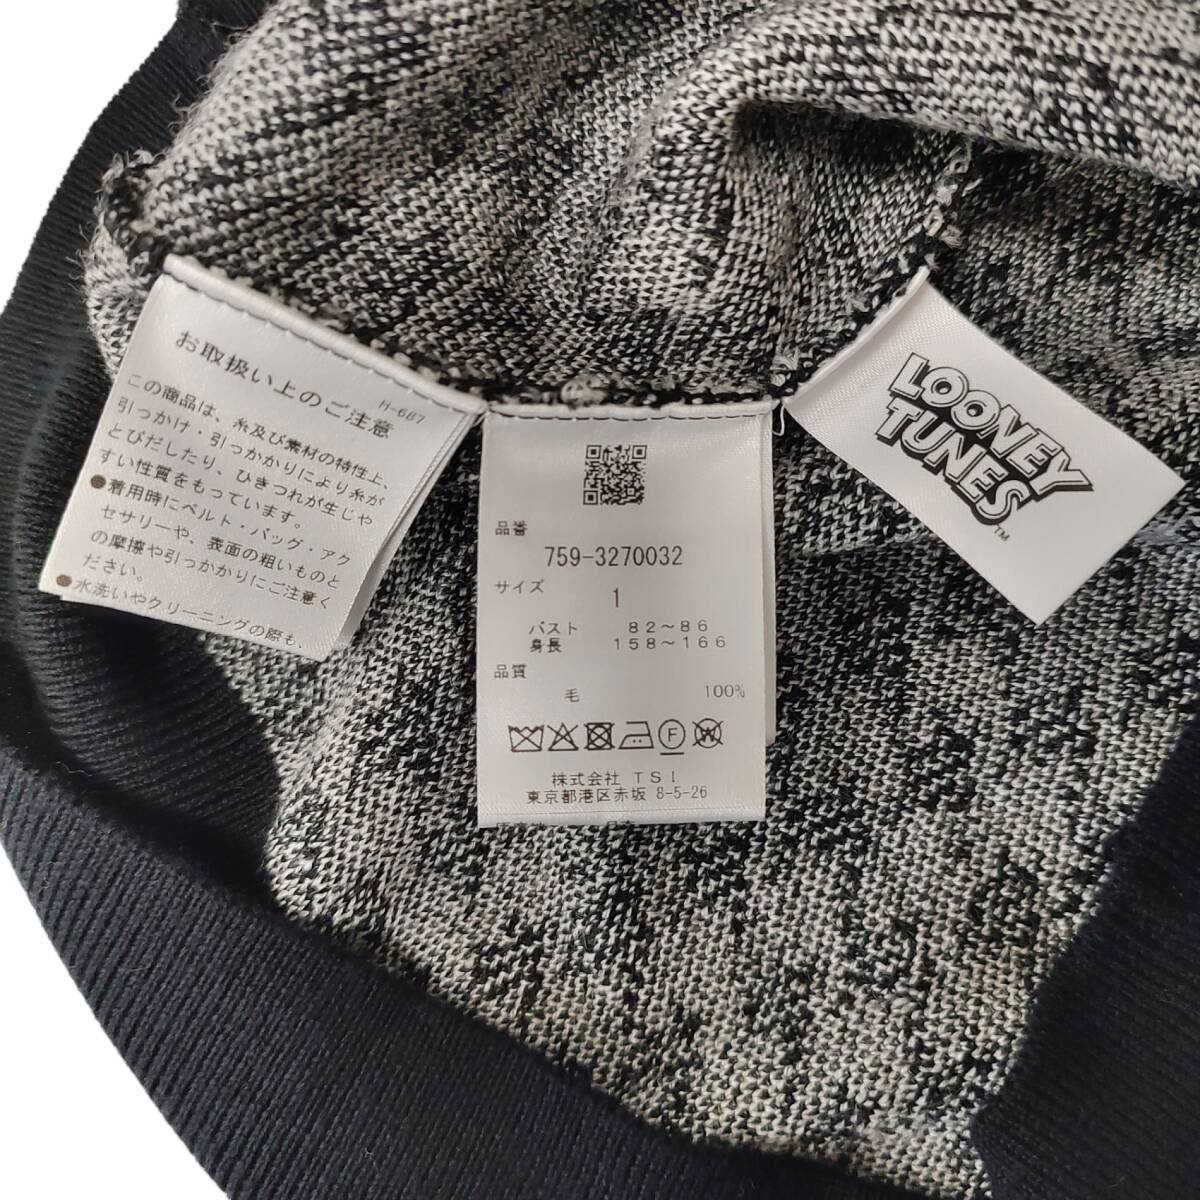 お取扱い上のご注意
H-687
この商品は、糸及び素材の特性上、
引っかけ・引っかかりにより糸が
とびだしたり、ひきつれが生じや
すい性質をもっています。
●着用時にベルト・バッグ・アク
セサリーや、表面の粗いものと
の摩擦や引っかかりにご注意く
ださい。
●水洗いやクリーニングの際も、
品番
759-3270032
サイズ
1
バスト 82～86
身長 158～166
品質
毛 100%
F
W
株式会社 TSI
東京都港区赤坂 8-5-26
LOONEY
TUNES
TM